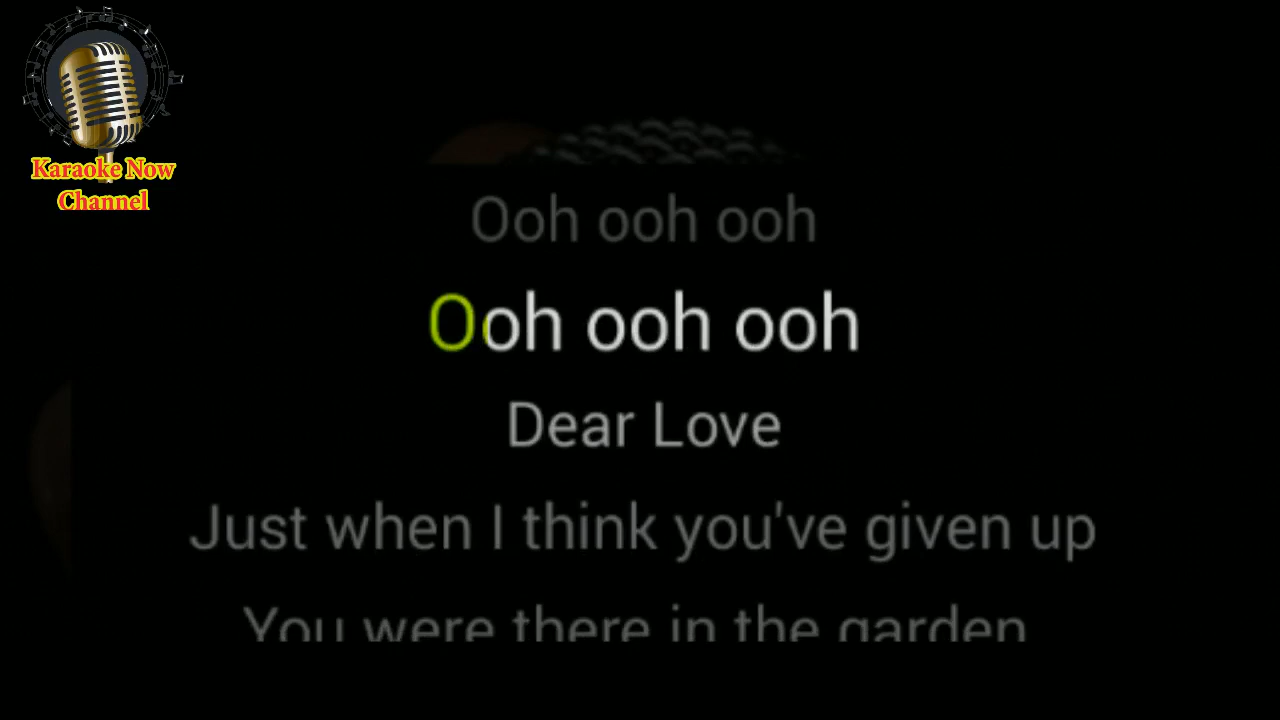 Karaoke Now
Channel
Ooh ooh ooh
Ooh ooh ooh
Dear Love
Just when I think you've given up
You were there in the garden